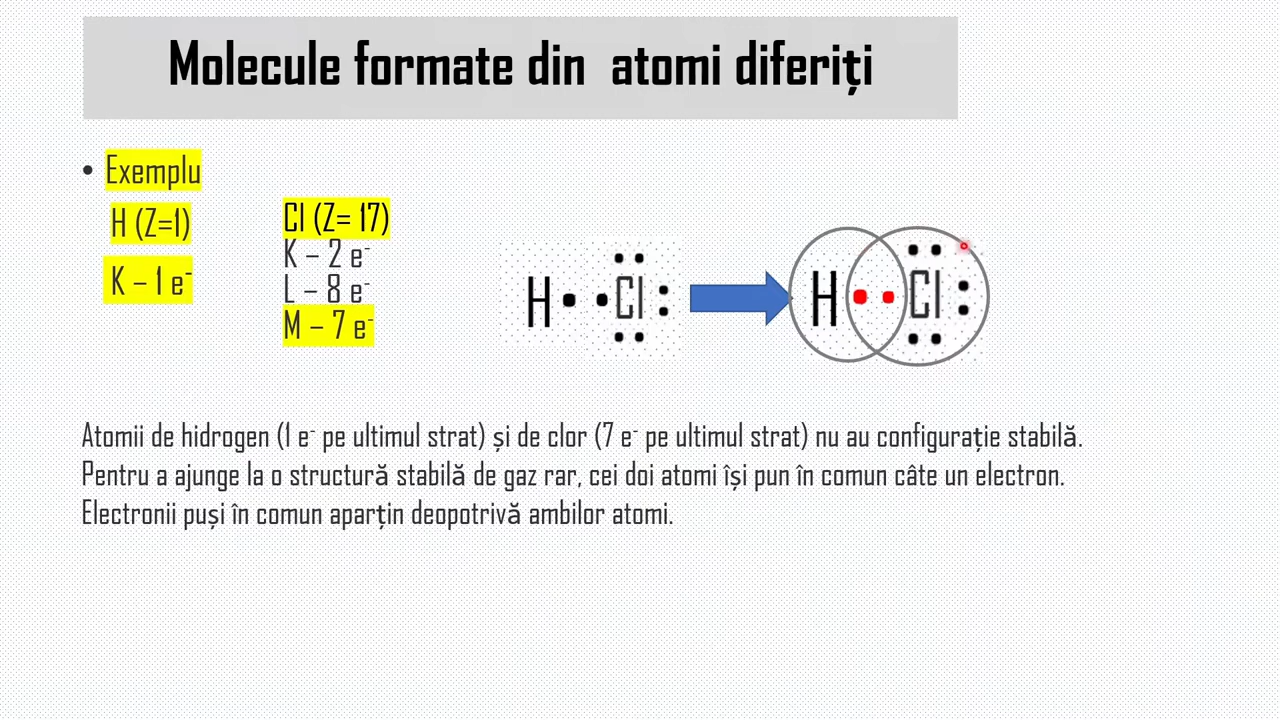 Molecule formate din atomi diferiți
• Exemplu
H (Z=1)
K – 1 e⁻
Cl (Z= 17)
K – 2 e⁻
L – 8 e⁻
M – 7 e⁻
H Cl
H Cl
Atomii de hidrogen (1 e⁻ pe ultimul strat) și de clor (7 e⁻ pe ultimul strat) nu au configurație stabilă.
Pentru a ajunge la o structură stabilă de gaz rar, cei doi atomi își pun în comun câte un electron.
Electronii puși în comun aparțin deopotrivă ambilor atomi.